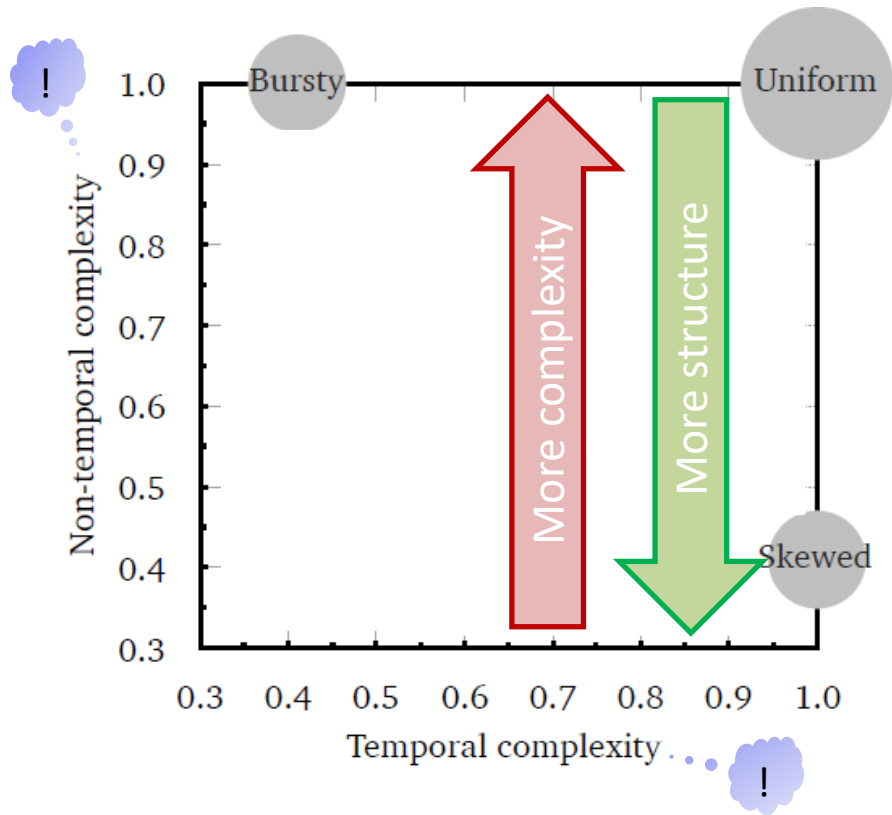 !
Bursty
Uniform
1.0
0.9
0.8
0.7
0.6
0.5
0.4
0.3
Non-temporal complexity
More complexity
More structure
Skewed
0.3 0.4 0.5 0.6 0.7 0.8 0.9 1.0
Temporal complexity
!